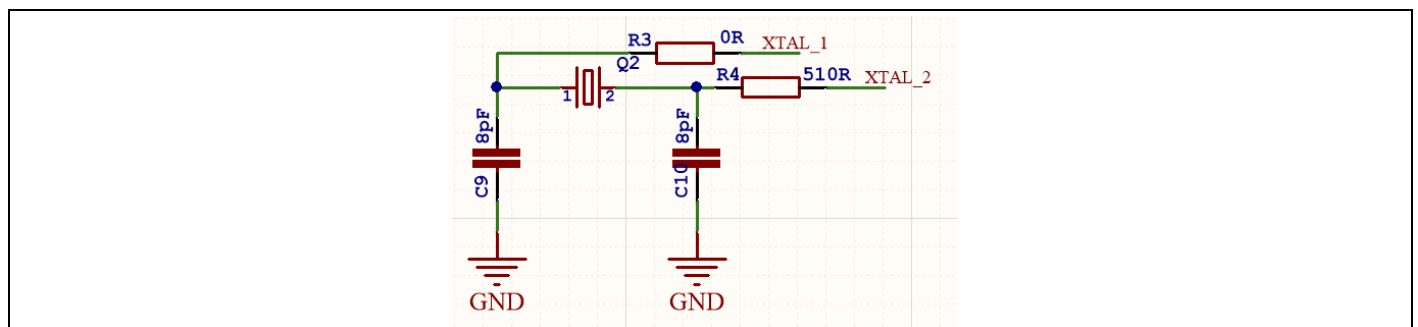 R3 0R XTAL_1
Q2 R4 510R XTAL_2
1 2
8pF 8pF
C9 C10
GND GND